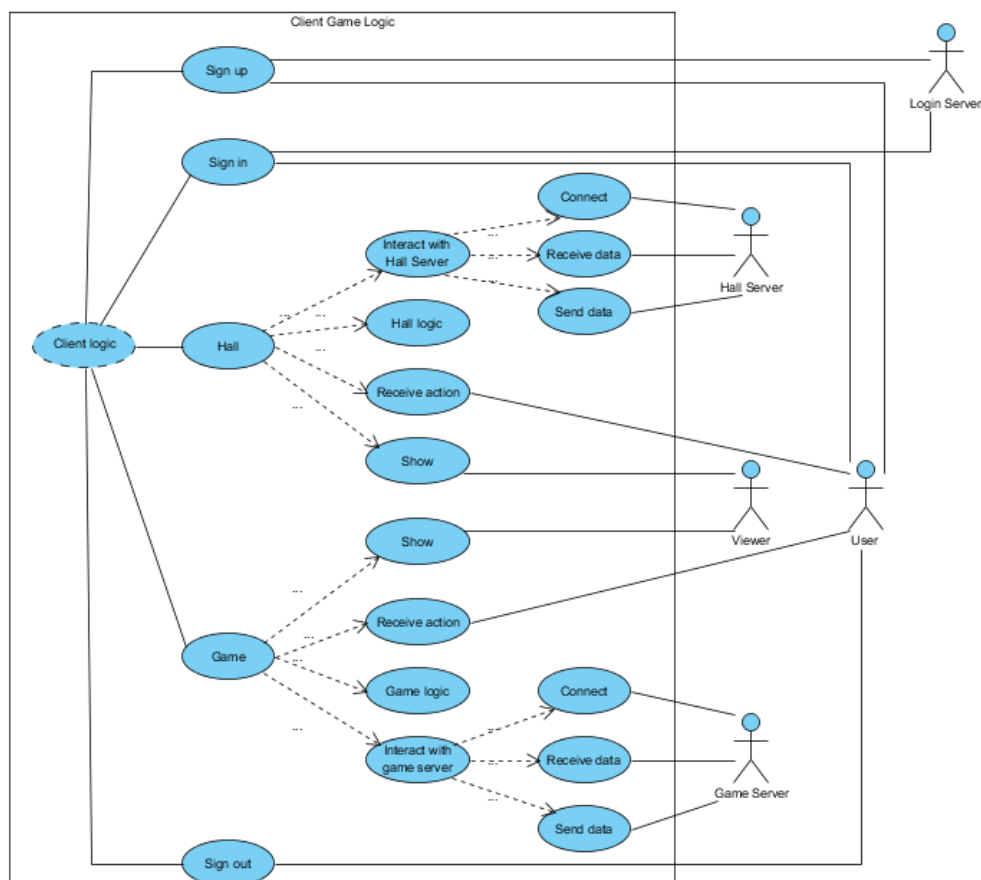 Client Game Logic
Sign up
Login Server
Sign in
Connect
...
Interact with
Hall Server
...
Receive data
...
Hall Server
Send data
...
...
Hall logic
Client logic
Hall
...
Receive action
...
Show
Viewer
User
Show
...
Receive action
...
Game
...
Game logic
Connect
...
...
Interact with
game server
...
Receive data
Game Server
...
Send data
Sign out